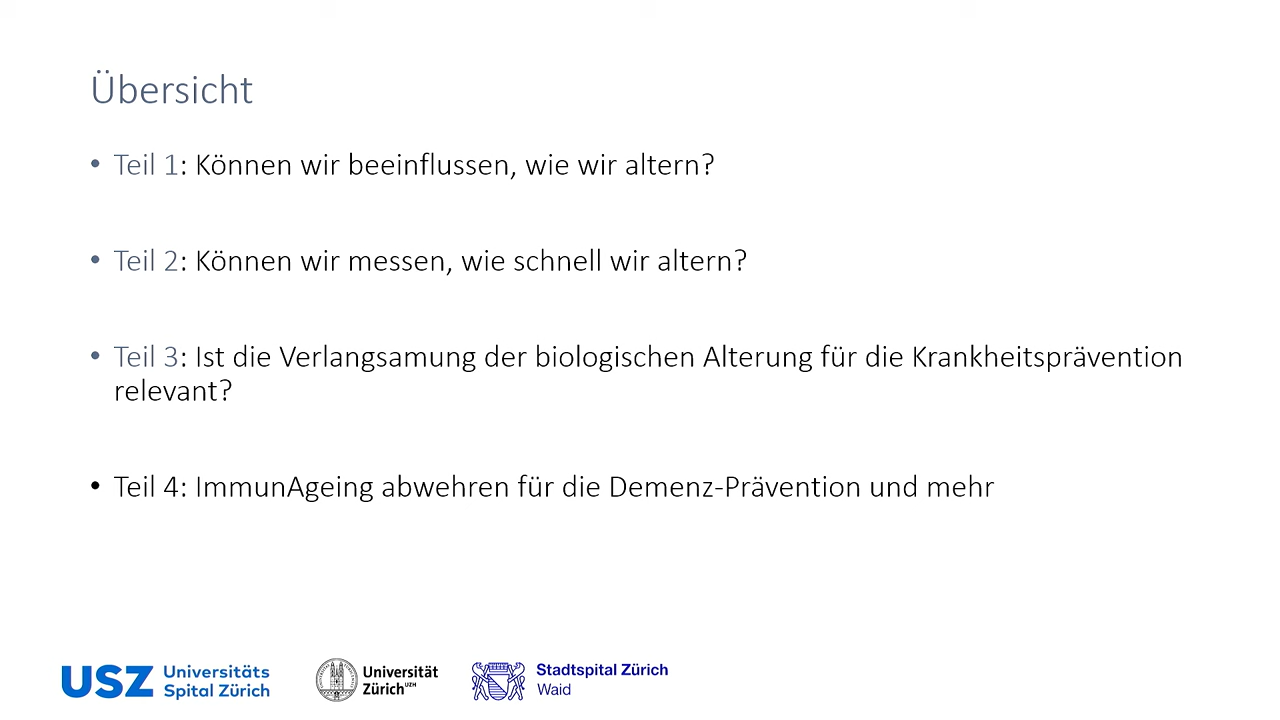 Übersicht
• Teil 1: Können wir beeinflussen, wie wir altern?
• Teil 2: Können wir messen, wie schnell wir altern?
• Teil 3: Ist die Verlangsamung der biologischen Alterung für die Krankheitsprävention
relevant?
• Teil 4: ImmunAgeing abwehren für die Demenz-Prävention und mehr
USZ Universitäts
Spital Zürich
Universität
Zürich UZH
Stadtspital Zürich
Waid